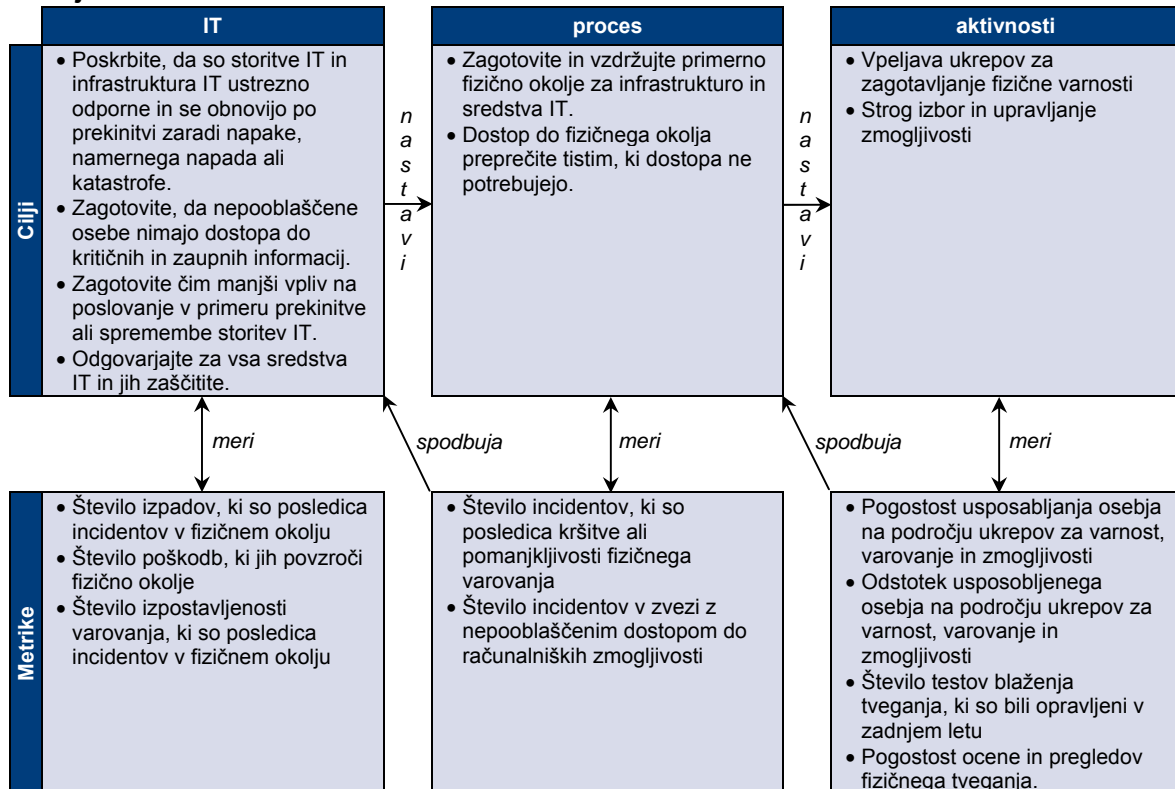 IT
proces
aktivnosti
Cilji
• Poskrbite, da so storitve IT in
infrastruktura IT ustrezno
odporne in se obnovijo po
prekinitvi zaradi napake,
namernega napada ali
katastrofe.
• Zagotovite, da nepooblaščene
osebe nimajo dostopa do
kritičnih in zaupnih informacij.
• Zagotovite čim manjši vpliv na
poslovanje v primeru prekinitve
ali spremembe storitev IT.
• Odgovarjajte za vsa sredstva
IT in jih zaščitite.
nastavi
• Zagotovite in vzdržujte primerno
fizično okolje za infrastrukturo in
sredstva IT.
• Dostop do fizičnega okolja
preprečite tistim, ki dostopa ne
potrebujejo.
nastavi
• Vpeljava ukrepov za
zagotavljanje fizične varnosti
• Strog izbor in upravljanje
zmogljivosti
meri
spodbuja
meri
spodbuja
meri
Metrike
• Število izpadov, ki so posledica
incidentov v fizičnem okolju
• Število poškodb, ki jih povzroči
fizično okolje
• Število izpostavljenosti
varovanja, ki so posledica
incidentov v fizičnem okolju
• Število incidentov, ki so
posledica kršitve ali
pomanjkljivosti fizičnega
varovanja
• Število incidentov v zvezi z
nepooblaščenim dostopom do
računalniških zmogljivosti
• Pogostost usposabljanja osebja
na področju ukrepov za varnost,
varovanje in zmogljivosti
• Odstotek usposobljenega
osebja na področju ukrepov za
varnost, varovanje in
zmogljivosti
• Število testov blaženja
tveganja, ki so bili opravljeni v
zadnjem letu
• Pogostost ocene in pregledov
fizičnega tveganja.